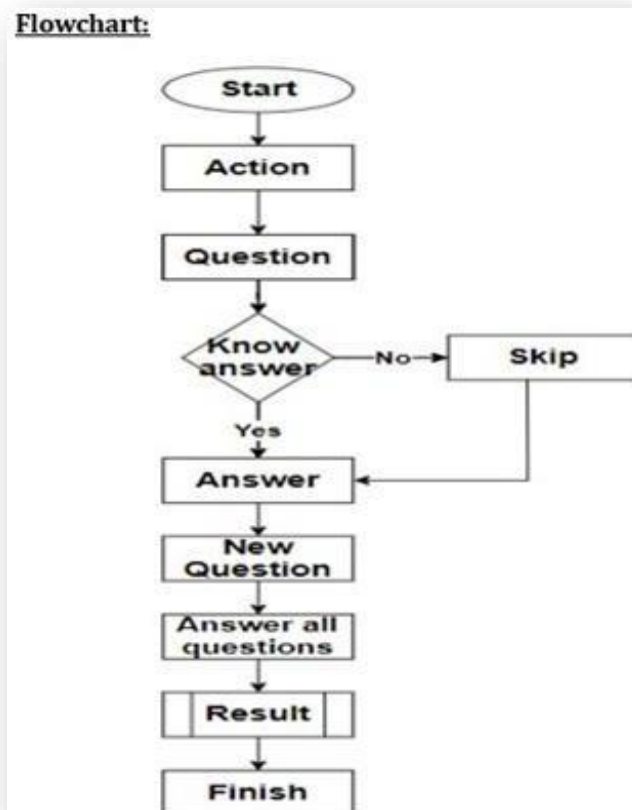 Flowchart:
Start
Action
Question
Know
answer
No
Skip
Yes
Answer
New
Question
Answer all
questions
Result
Finish